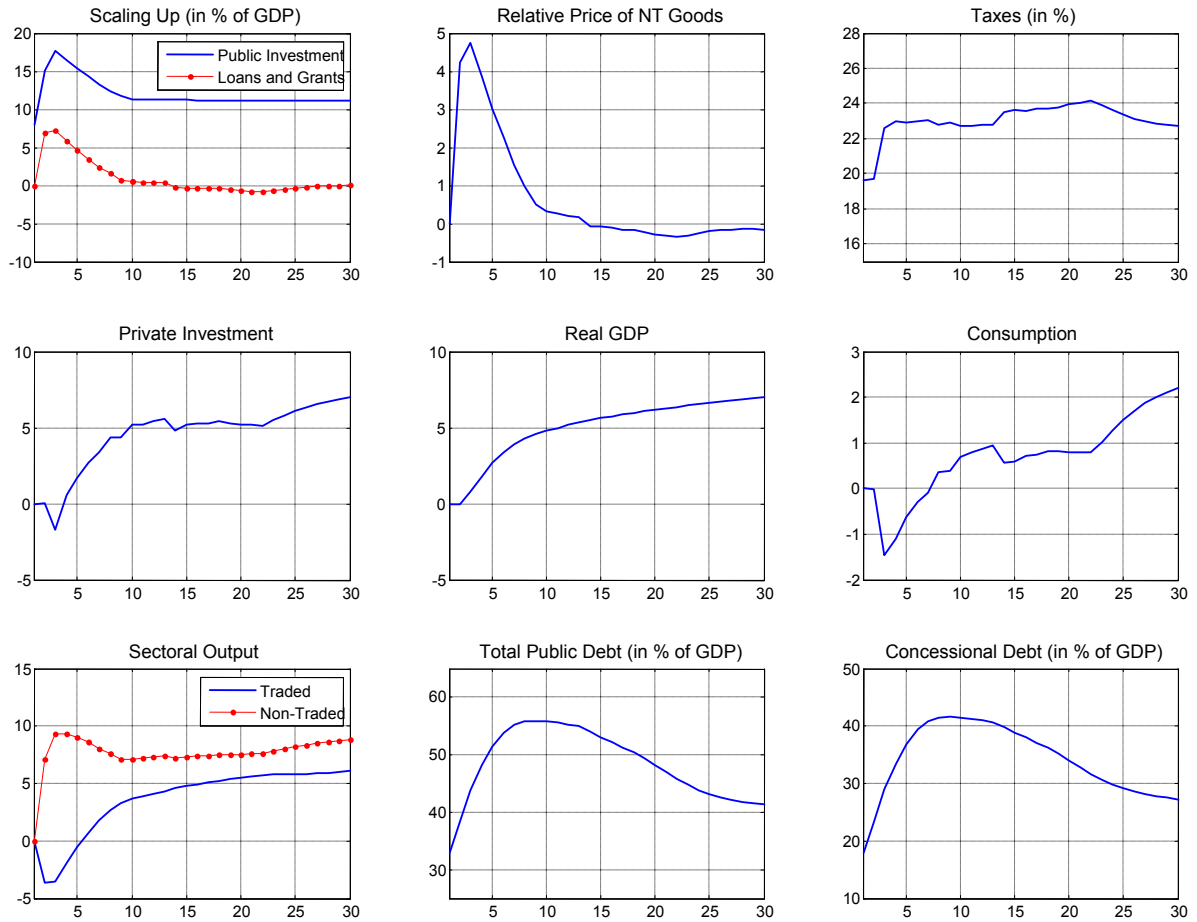 Scaling Up (in % of GDP)
20
15
10
5
0
-5
-10
5 10 15 20 25 30
Public Investment
Loans and Grants
Relative Price of NT Goods
5
4
3
2
1
0
-1
5 10 15 20 25 30
Taxes (in %)
28
26
24
22
20
18
16
5 10 15 20 25 30
Private Investment
10
5
0
-5
5 10 15 20 25 30
Real GDP
10
5
0
-5
5 10 15 20 25 30
Consumption
3
2
1
0
-1
-2
5 10 15 20 25 30
Sectoral Output
15
10
5
0
-5
5 10 15 20 25 30
Traded
Non-Traded
Total Public Debt (in % of GDP)
60
50
40
30
5 10 15 20 25 30
Concessional Debt (in % of GDP)
50
40
30
20
10
5 10 15 20 25 30